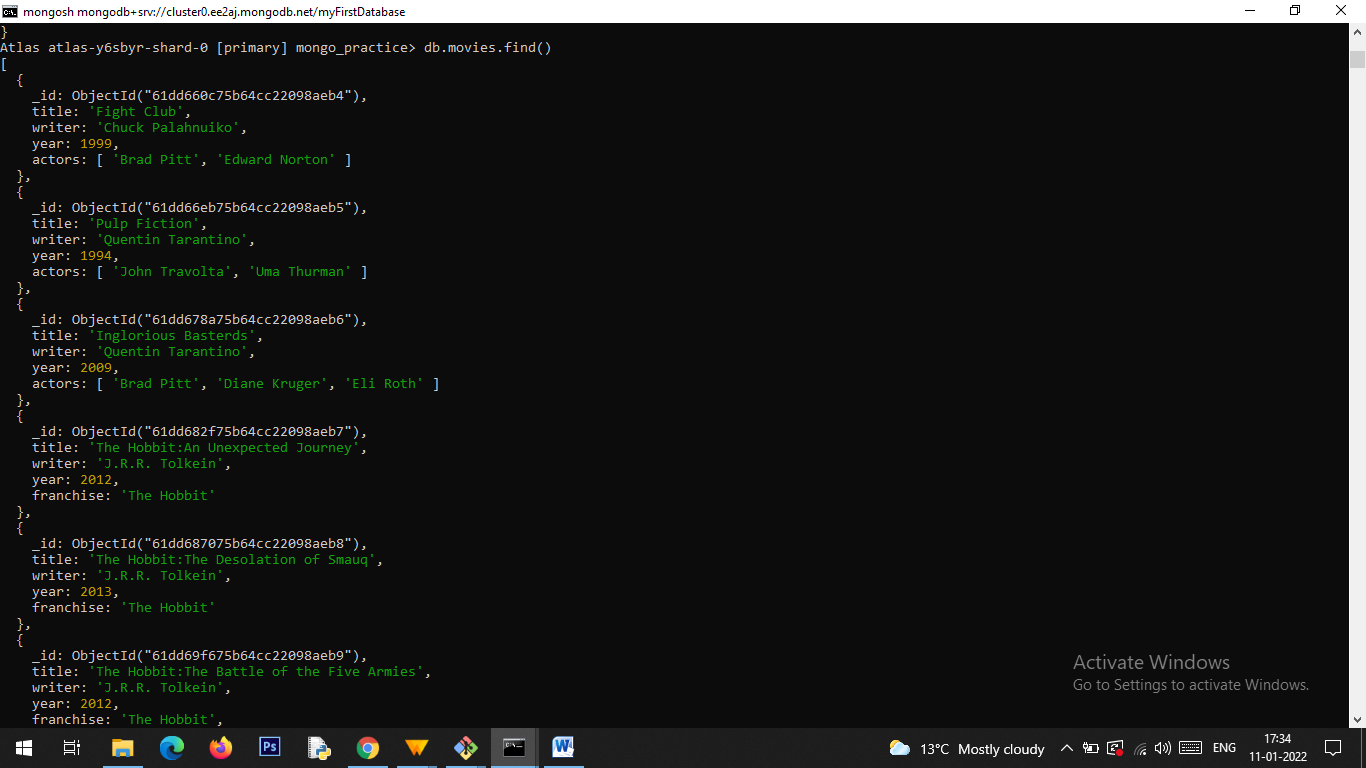 mongosh mongodb+srv://cluster0.ee2aj.mongodb.net/myFirstDatabase
}
Atlas atlas-y6sbyr-shard-0 [primary] mongo_practice> db.movies.find()
[
  {
    _id: ObjectId("61dd660c75b64cc22098aeb4"),
    title: 'Fight Club',
    writer: 'Chuck Palahnuiko',
    year: 1999,
    actors: [ 'Brad Pitt', 'Edward Norton' ]
  },
  {
    _id: ObjectId("61dd66eb75b64cc22098aeb5"),
    title: 'Pulp Fiction',
    writer: 'Quentin Tarantino',
    year: 1994,
    actors: [ 'John Travolta', 'Uma Thurman' ]
  },
  {
    _id: ObjectId("61dd678a75b64cc22098aeb6"),
    title: 'Inglorious Basterds',
    writer: 'Quentin Tarantino',
    year: 2009,
    actors: [ 'Brad Pitt', 'Diane Kruger', 'Eli Roth' ]
  },
  {
    _id: ObjectId("61dd682f75b64cc22098aeb7"),
    title: 'The Hobbit:An Unexpected Journey',
    writer: 'J.R.R. Tolkein',
    year: 2012,
    franchise: 'The Hobbit'
  },
  {
    _id: ObjectId("61dd687075b64cc22098aeb8"),
    title: 'The Hobbit:The Desolation of Smauq',
    writer: 'J.R.R. Tolkein',
    year: 2013,
    franchise: 'The Hobbit'
  },
  {
    _id: ObjectId("61dd69f675b64cc22098aeb9"),
    title: 'The Hobbit:The Battle of the Five Armies',
    writer: 'J.R.R. Tolkein',
    year: 2012,
    franchise: 'The Hobbit',
Activate Windows
Go to Settings to activate Windows.
Ps
W
13°C Mostly cloudy
ENG
17:34
11-01-2022